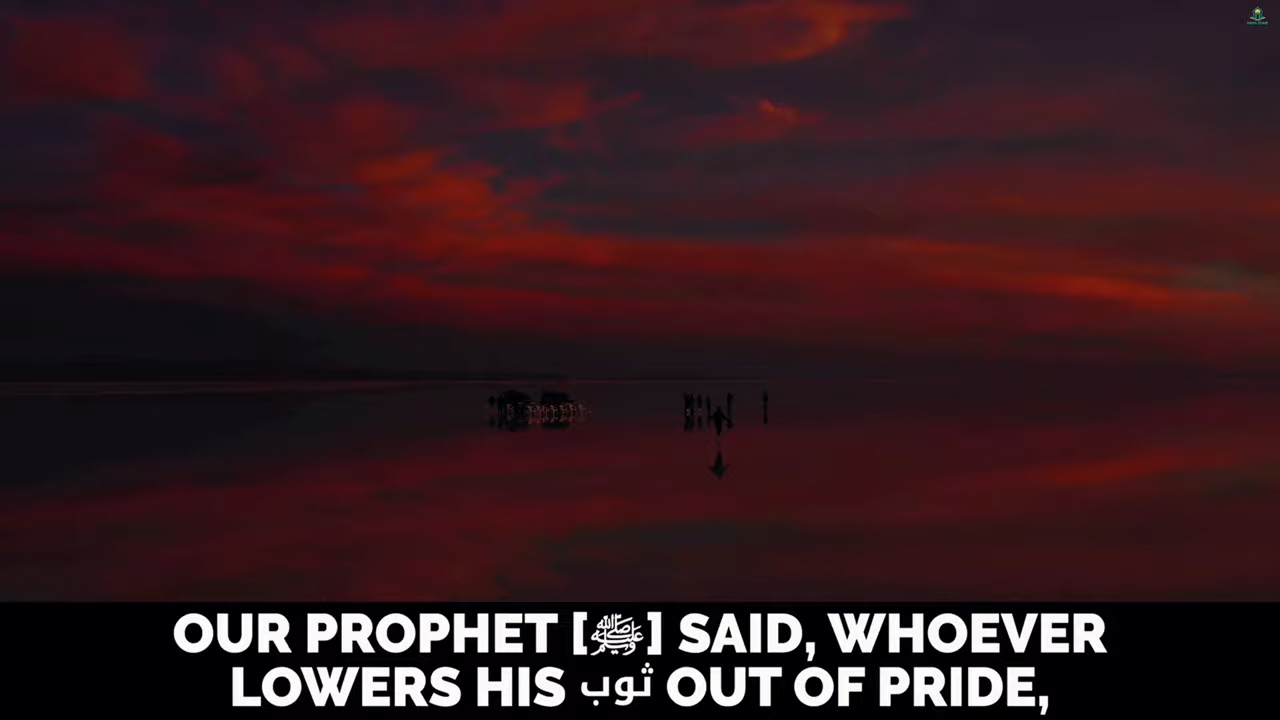 OUR PROPHET [ﷺ] SAID, WHOEVER
LOWERS HIS ثوب OUT OF PRIDE,